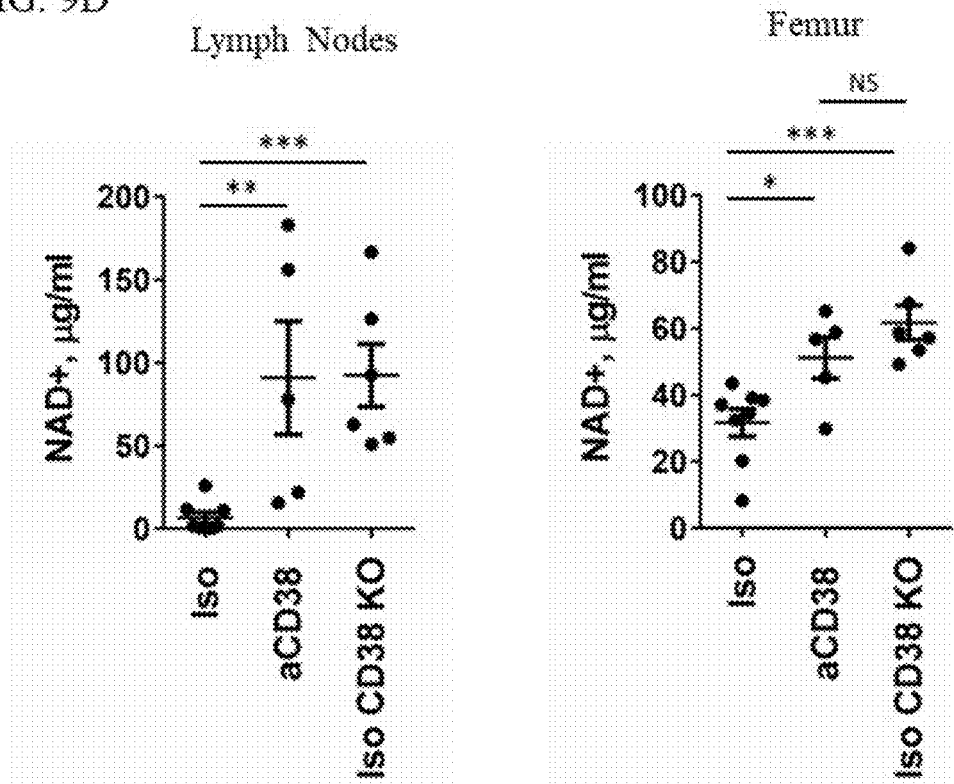 FIG. 9D
Lymph Nodes
***
**
200
150
100
50
0
NAD+, µg/ml
Iso
aCD38
Iso CD38 KO
Femur
NS
***
*
100
80
60
40
20
0
NAD+, µg/ml
Iso
aCD38
Iso CD38 KO